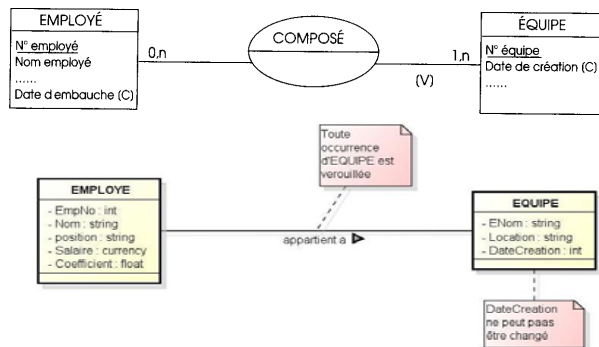 EMPLOYÉ
N° employé
Nom employé
......
Date d'embauche (C)
0,n
COMPOSÉ
1,n
(V)
ÉQUIPE
N° équipe
Date de création (C)
......
Toute
occurrence
d'EQUIPE est
verouillée
EMPLOYE
- EmpNo : int
- Nom : string
- position : string
- Salaire : currency
- Coefficient : float
appartient a
EQUIPE
- ENom : string
- Location : string
- DateCreation : int
DateCreation
ne peut paas
être changé